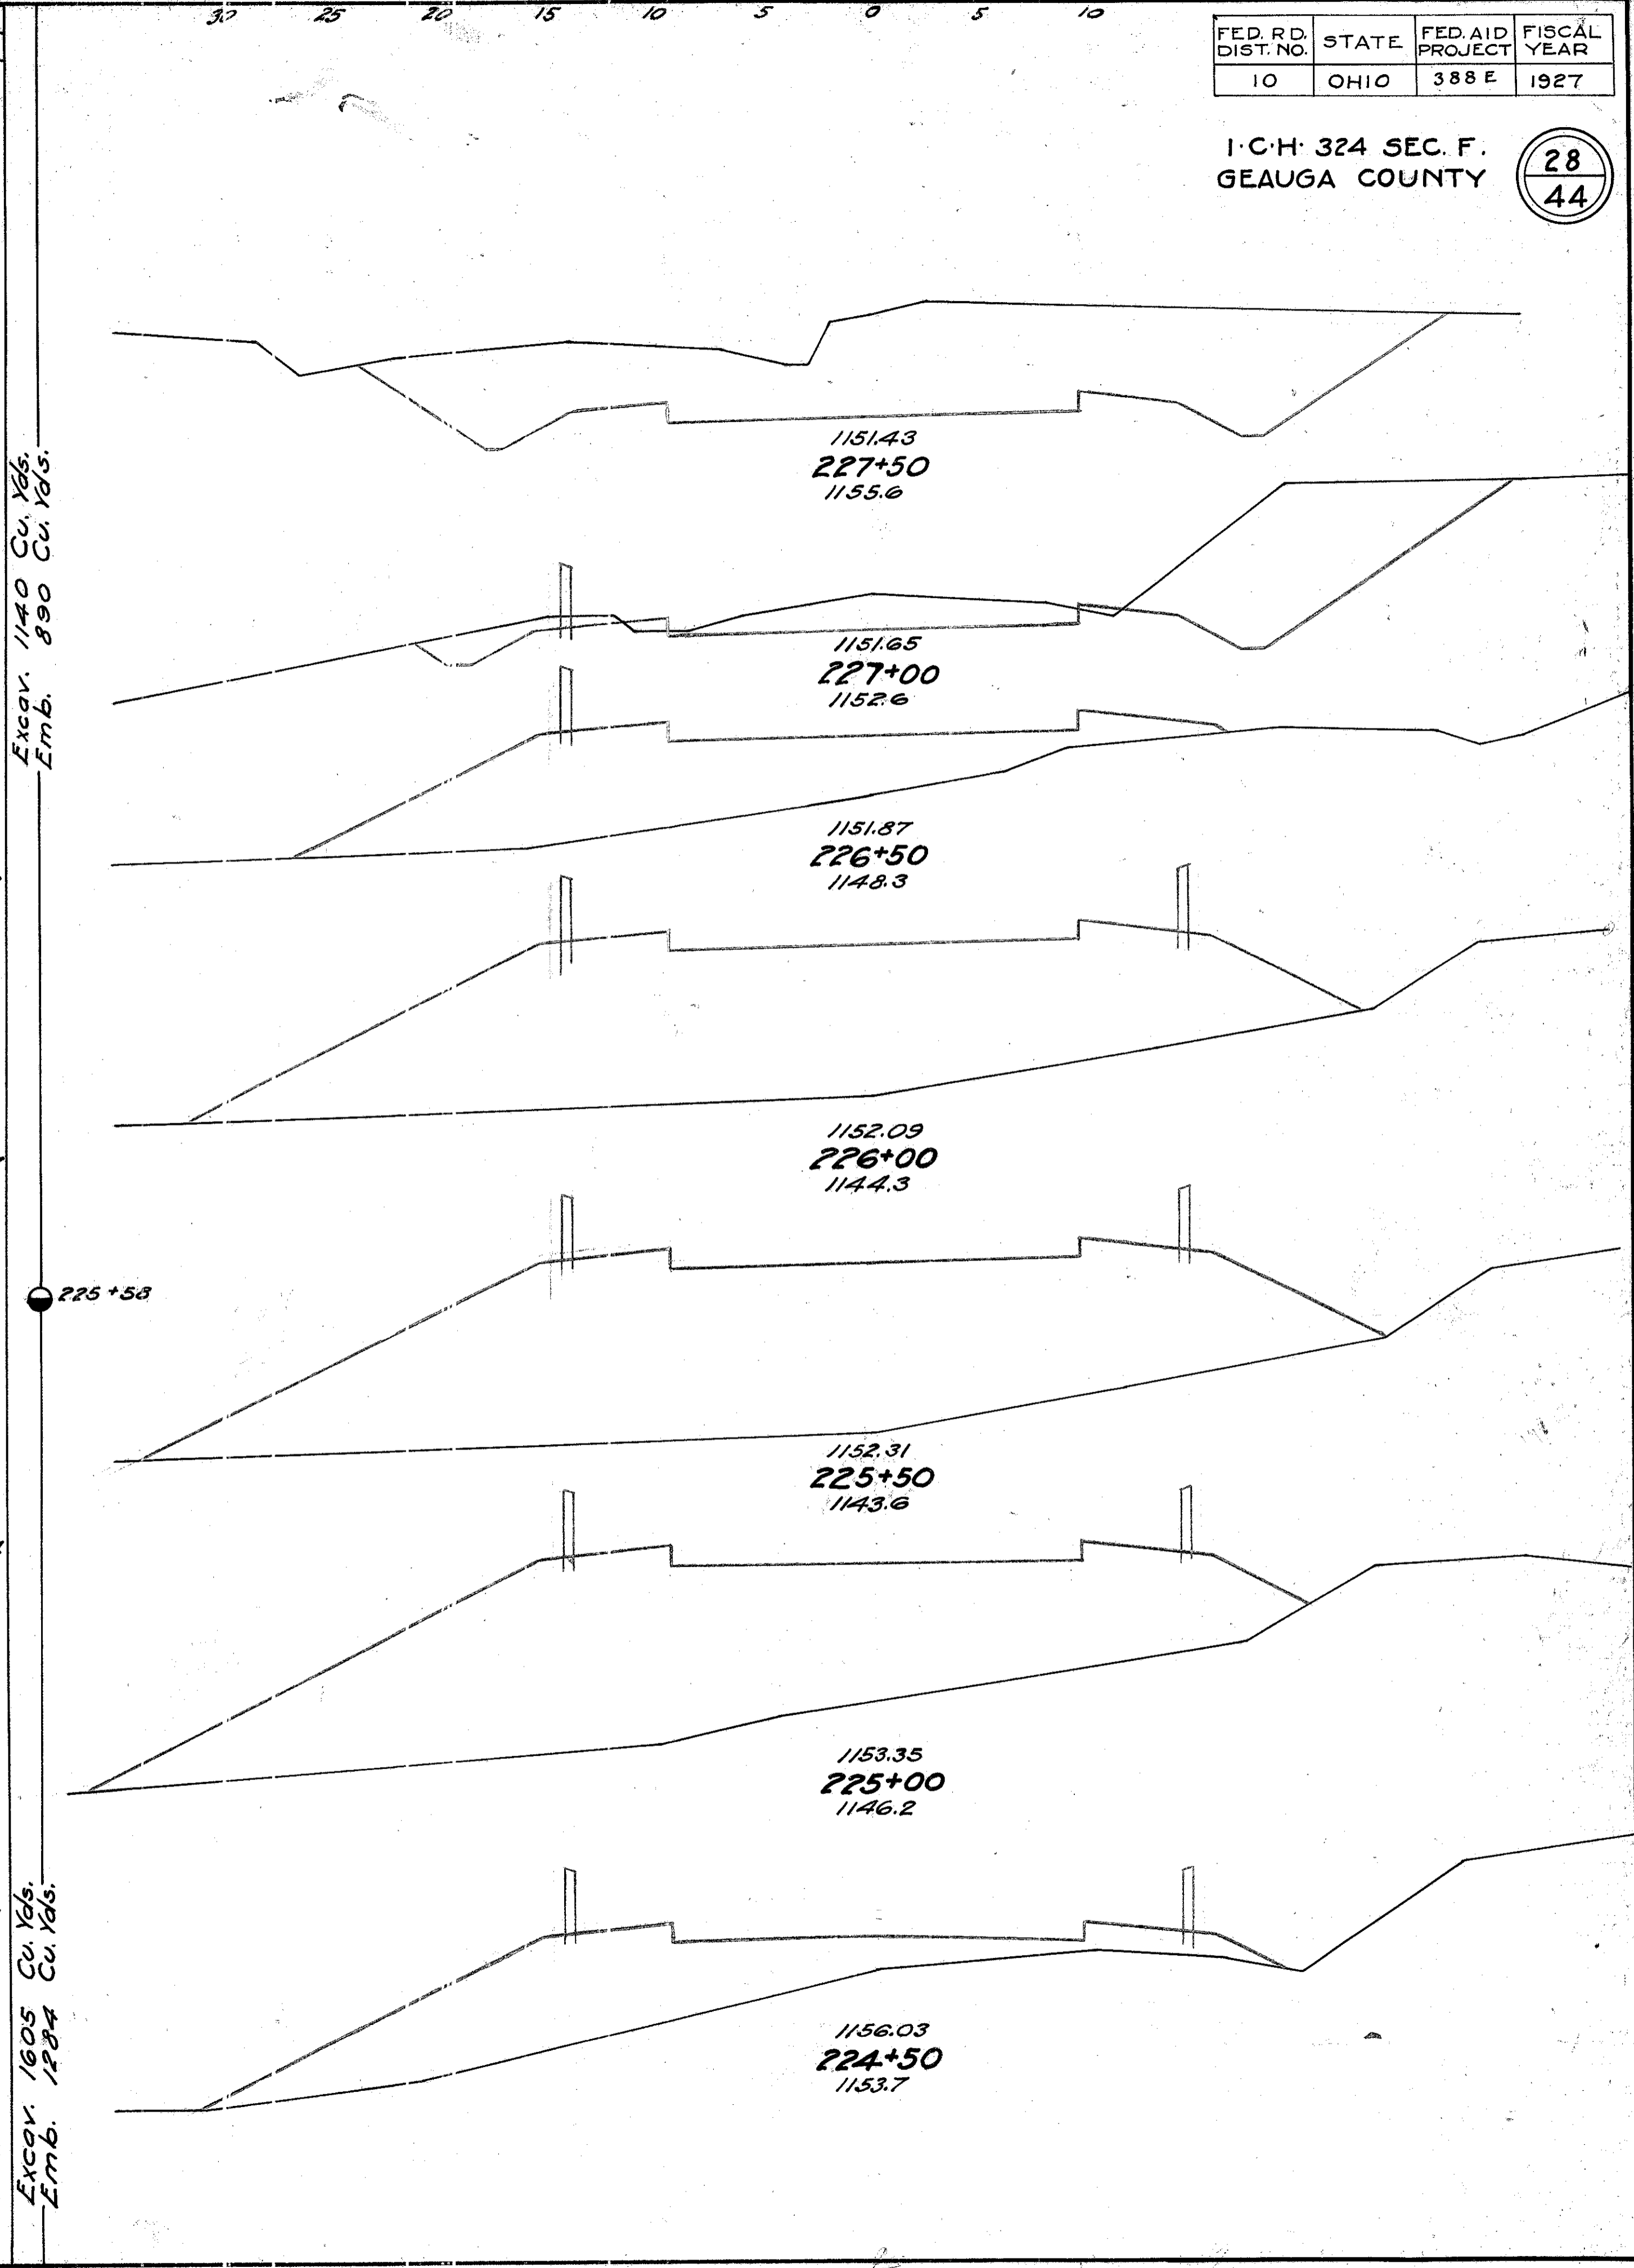 30 25 20 15 10 5 0 5 10
FED. RD. DIST. NO. STATE FED. AID PROJECT FISCAL YEAR
10 OHIO 388 E 1927
I.C.H. 324 SEC. F.
GEAUGA COUNTY
28
44
1151.43
227+50
1155.6
1151.65
227+00
1152.6
1151.87
226+50
1148.3
1152.09
226+00
1144.3
1152.31
225+50
1143.6
1153.35
225+00
1146.2
1156.03
224+50
1153.7
Excav. 1140 Cu. Yds.
Emb. 890 Cu. Yds.
225+58
Excav. 1605 Cu. Yds.
Emb. 1284 Cu. Yds.